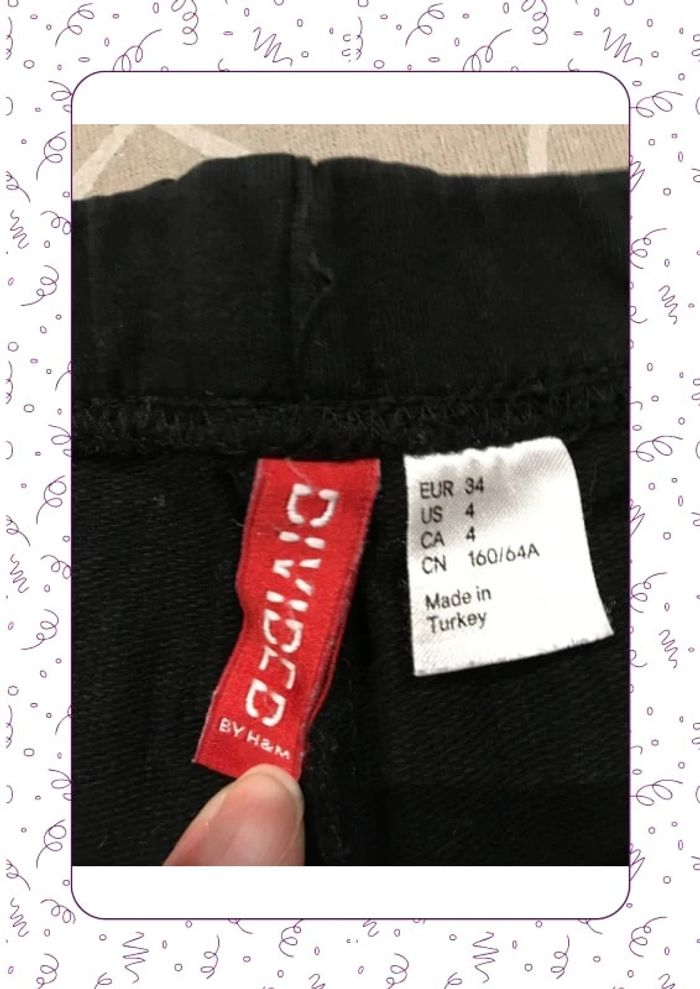 DIVIDED
BY H&M
EUR 34
US 4
CA 4
CN 160/64A
Made in
Turkey